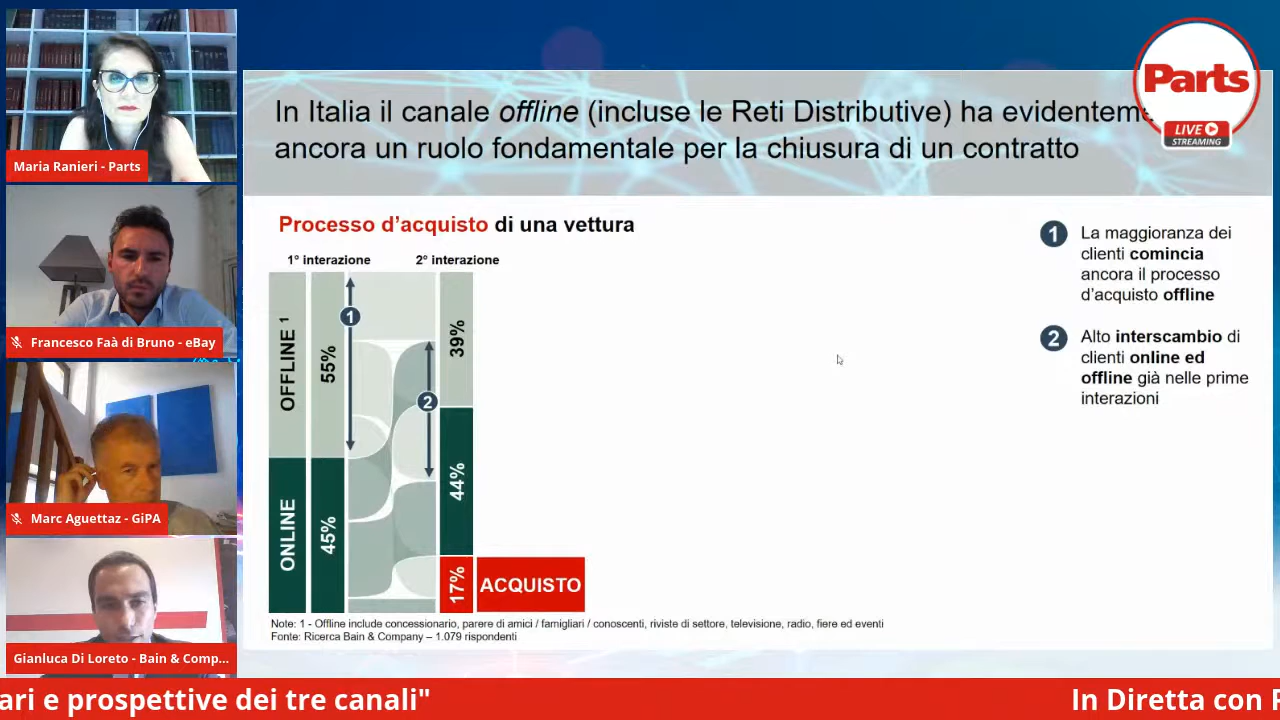 Maria Ranieri - Parts
Francesco Faà di Bruno - eBay
Marc Aguettaz - GiPA
Gianluca Di Loreto - Bain & Comp...
Parts
LIVE
STREAMING
In Italia il canale offline (incluse le Reti Distributive) ha evidentem
ancora un ruolo fondamentale per la chiusura di un contratto
Processo d'acquisto di una vettura
1° interazione
2° interazione
OFFLINE 1
55%
39%
1
2
ONLINE
45%
44%
17%
ACQUISTO
1
La maggioranza dei
clienti comincia
ancora il processo
d'acquisto offline
2
Alto interscambio di
clienti online ed
offline già nelle prime
interazioni
Note: 1 - Offline include concessionario, parere di amici / famigliari / conoscenti, riviste di settore, televisione, radio, fiere ed eventi
Fonte: Ricerca Bain & Company – 1.079 rispondenti
ari e prospettive dei tre canali"
In Diretta con